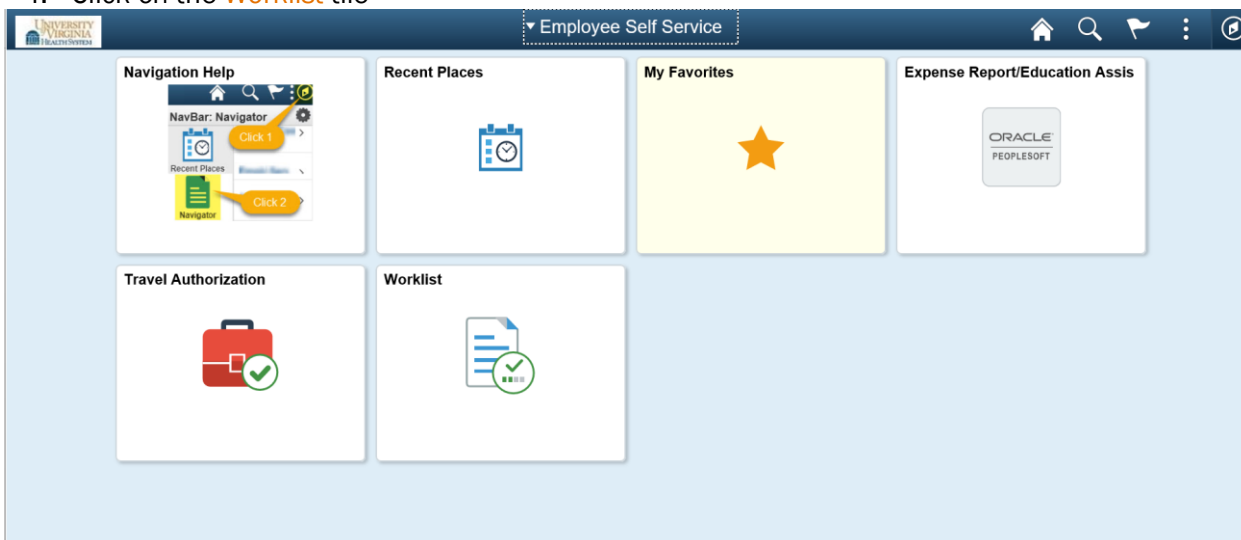 Click on the Worklist tile
UNIVERSITY
VIRGINIA
HEALTH SYSTEM
Employee Self Service
Navigation Help
NavBar: Navigator
Click 1
Recent Places
Click 2
Navigator
Recent Places
My Favorites
Expense Report/Education Assis
ORACLE
PEOPLESOFT
Travel Authorization
Worklist